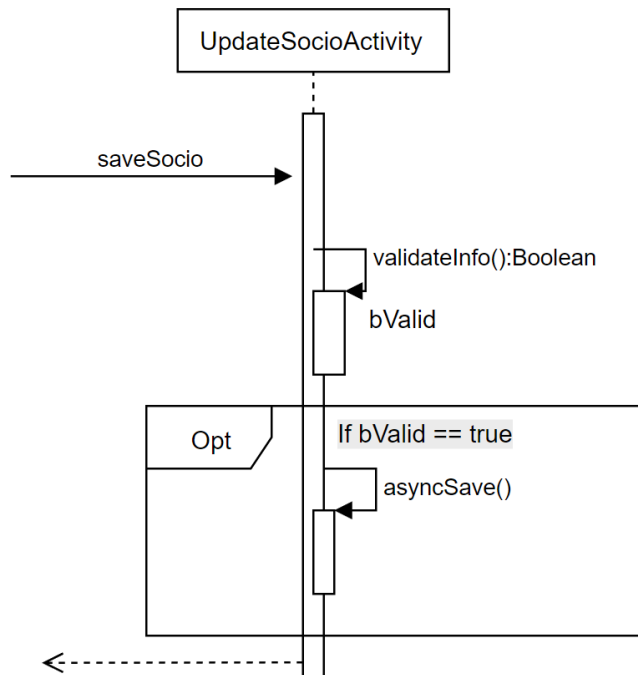 UpdateSocioActivity
saveSocio
validateInfo():Boolean
bValid
Opt
If bValid == true
asyncSave()